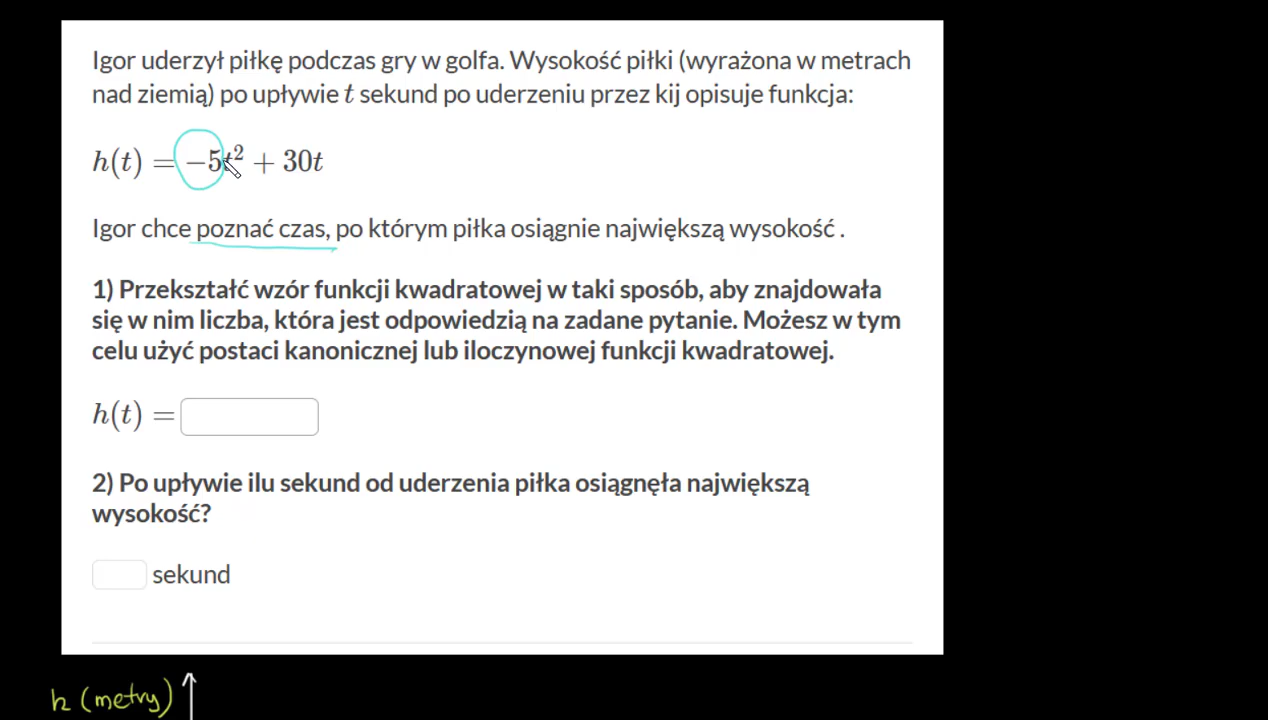 Igor uderzył piłkę podczas gry w golfa. Wysokość piłki (wyrażona w metrach
nad ziemią) po upływie t sekund po uderzeniu przez kij opisuje funkcja:
h(t) = −5t² + 30t
Igor chce poznać czas, po którym piłka osiągnie największą wysokość .
1) Przekształć wzór funkcji kwadratowej w taki sposób, aby znajdowała
się w nim liczba, która jest odpowiedzią na zadane pytanie. Możesz w tym
celu użyć postaci kanonicznej lub iloczynowej funkcji kwadratowej.
h(t) =
2) Po upływie ilu sekund od uderzenia piłka osiągnęła największą
wysokość?
sekund
h (metry)